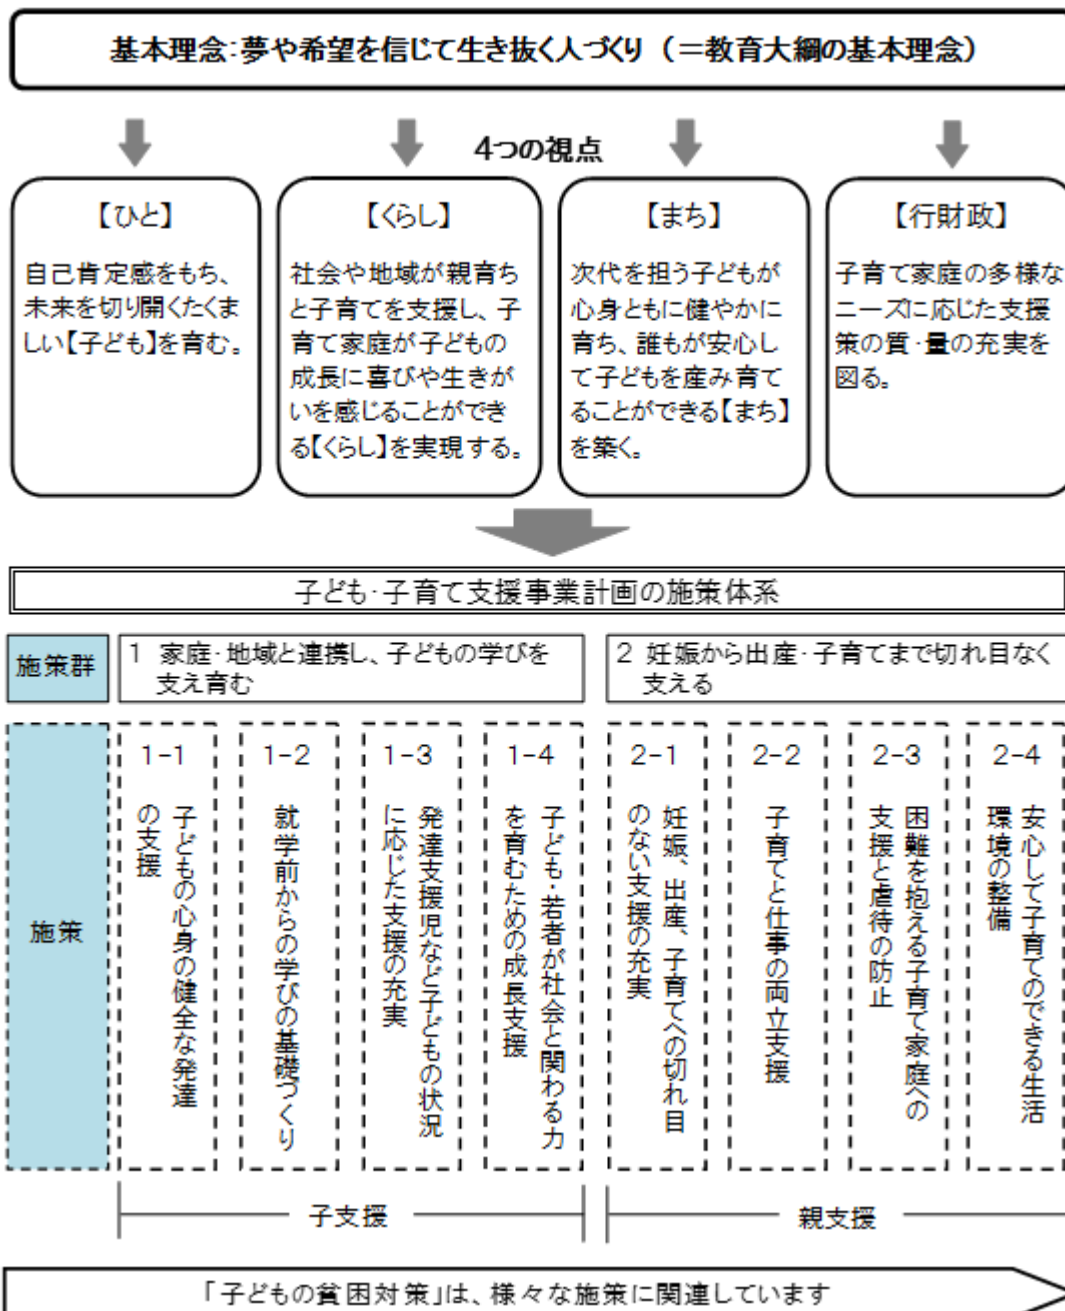 基本理念:夢や希望を信じて生き抜く人づくり (=教育大綱の基本理念)
4つの視点
【ひと】
自己肯定感をもち、
未来を切り開くたくま
しい【子ども】を育む。
【くらし】
社会や地域が親育ち
と子育てを支援し、子
育て家庭が子どもの
成長に喜びや生きが
いを感じることができ
る【くらし】を実現する。
【まち】
次代を担う子どもが
心身ともに健やかに
育ち、誰もが安心し
て子どもを産み育て
ることができる【まち】
を築く。
【行財政】
子育て家庭の多様な
ニーズに応じた支援
策の質・量の充実を
図る。
子ども・子育て支援事業計画の施策体系
施策群
1 家庭・地域と連携し、子どもの学びを
支え育む
2 妊娠から出産・子育てまで切れ目なく
支える
施策
1-1
子どもの心身の健全な発達
の支援
1-2
就学前からの学びの基礎づくり
1-3
発達支援児など子どもの状況
に応じた支援の充実
1-4
子ども・若者が社会と関わる力
を育むための成長支援
2-1
妊娠、出産、子育てへの切れ目
のない支援の充実
2-2
子育てと仕事の両立支援
2-3
困難を抱える子育て家庭への
支援と虐待の防止
2-4
安心して子育てのできる生活
環境の整備
子支援
親支援
「子どもの貧困対策」は、様々な施策に関連しています